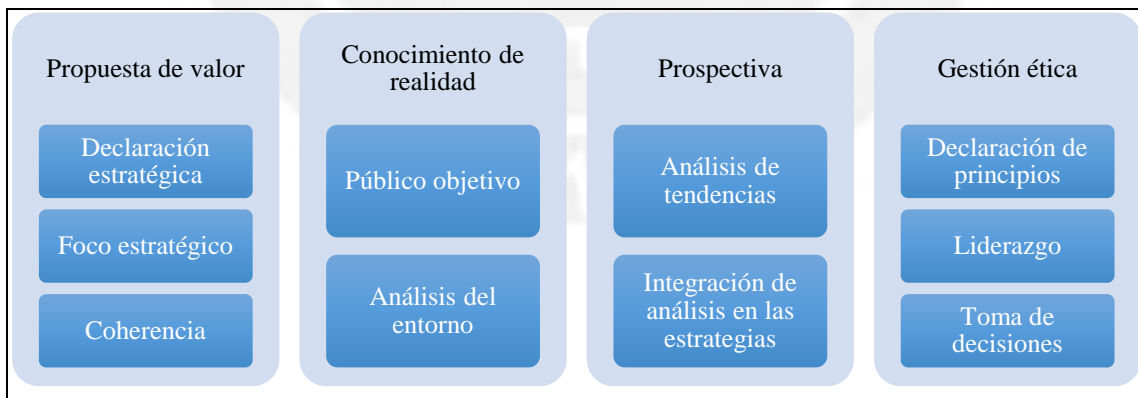 Propuesta de valor
Declaración
estratégica
Foco estratégico
Coherencia
Conocimiento de
realidad
Público objetivo
Análisis del
entorno
Prospectiva
Análisis de
tendencias
Integración de
análisis en las
estrategias
Gestión ética
Declaración de
principios
Liderazgo
Toma de
decisiones